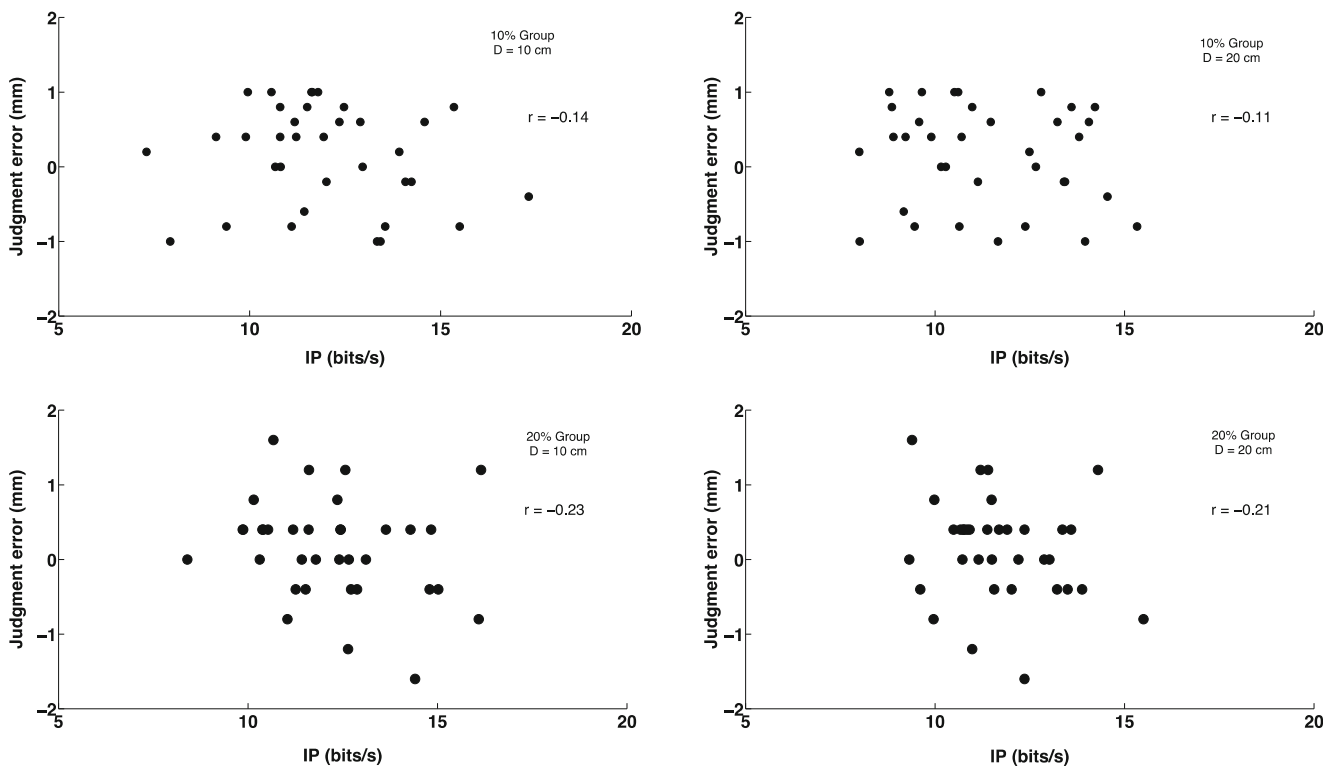 2
1
0
−1
−2
5
10
15
20
Judgment error (mm)
IP (bits/s)
10% Group
D = 10 cm
r = −0.14
2
1
0
−1
−2
5
10
15
20
Judgment error (mm)
IP (bits/s)
10% Group
D = 20 cm
r = −0.11
2
1
0
−1
−2
5
10
15
20
Judgment error (mm)
IP (bits/s)
20% Group
D = 10 cm
r = −0.23
2
1
0
−1
−2
5
10
15
20
Judgment error (mm)
IP (bits/s)
20% Group
D = 20 cm
r = −0.21